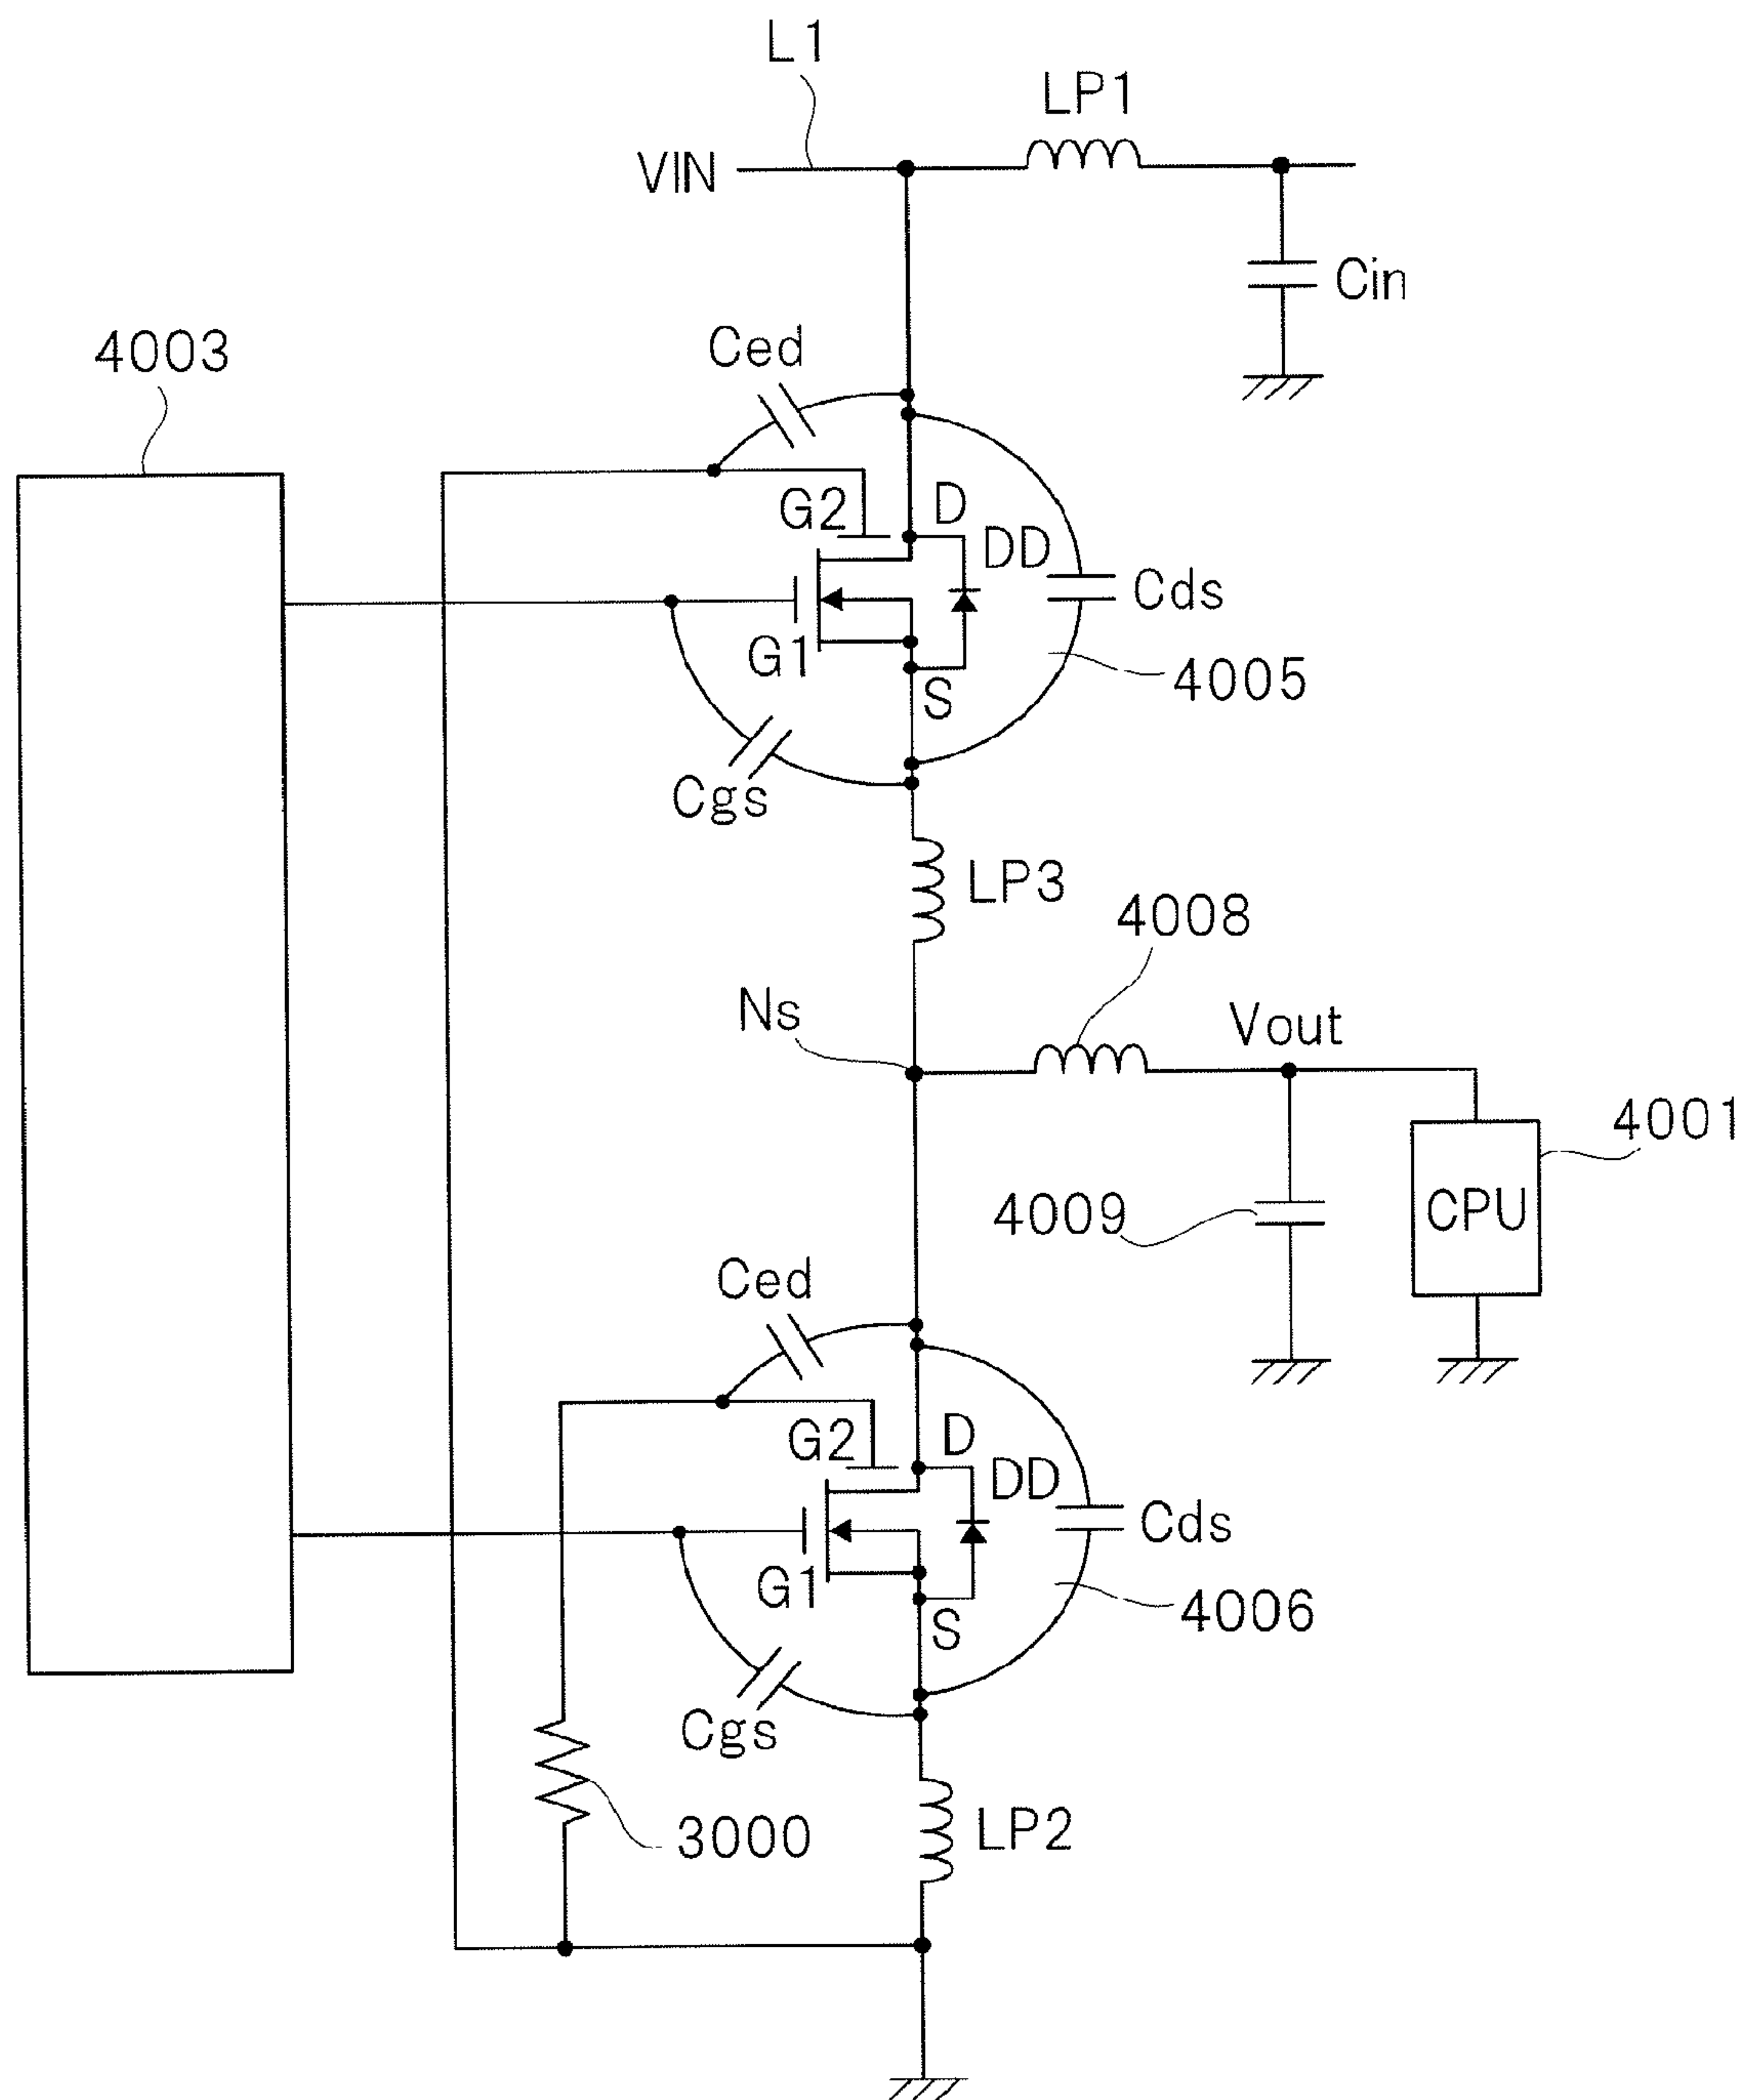 L1
LP1
VIN
Cin
4003
Ced
G2
D
DD
Cds
G1
4005
S
Cgs
LP3
4008
Ns
Vout
4001
4009
CPU
Ced
G2
D
DD
Cds
G1
4006
S
Cgs
3000
LP2